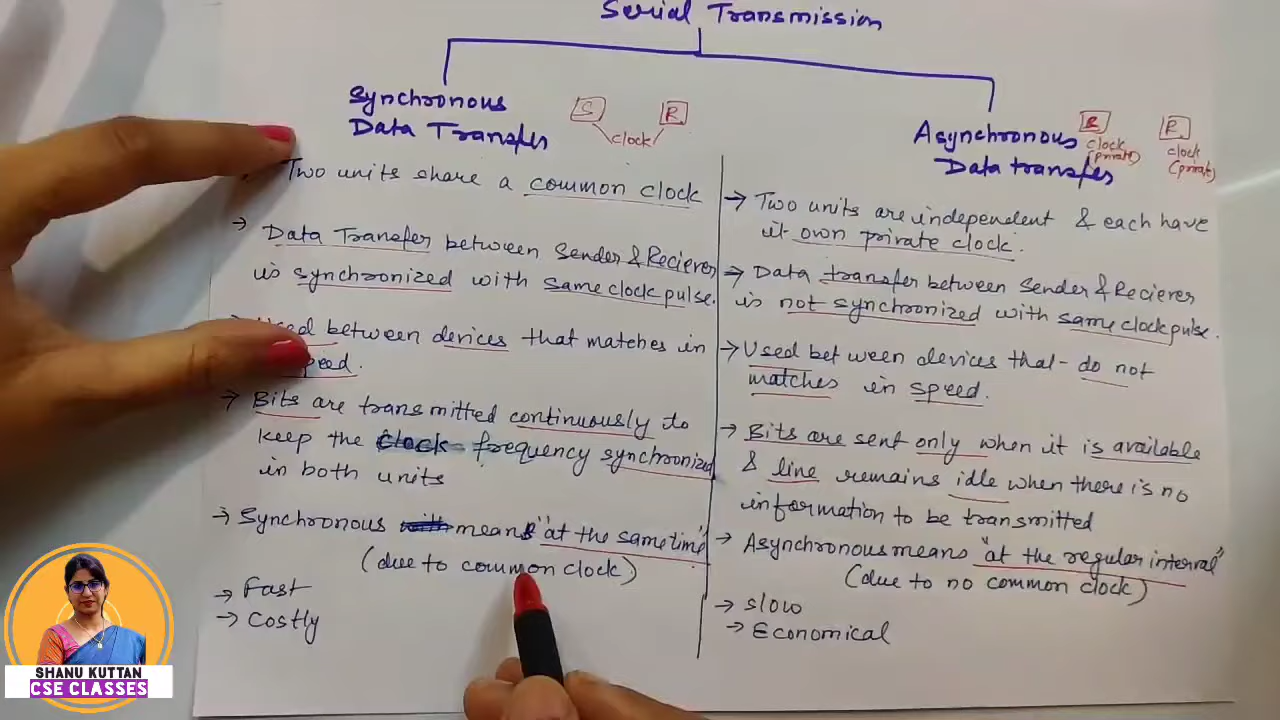 Serial Transmission
Synchronous
Data Transfer
S R
clock
Two units share a common clock
→ Data Transfer between Sender & Reciever
is synchronized with same clock pulse.
→ Used between devices that matches in
speed.
→ Bits are transmitted continuously to
keep the clock frequency synchronized
in both units
→ Synchronous means "at the same time"
(due to common clock)
→ Fast
→ Costly
Asynchronous
Data transfer
R
clock
(private)
R
clock
(private)
→ Two units are independent & each have
it own private clock.
→ Data transfer between Sender & Reciever
is not synchronized with same clock pulse.
→ Used between devices that do not
matches in speed.
→ Bits are sent only when it is available
& line remains idle when there is no
information to be transmitted
→ Asynchronous means "at the regular interval"
(due to no common clock)
→ slow
→ Economical
SHANU KUTTAN
CSE CLASSES